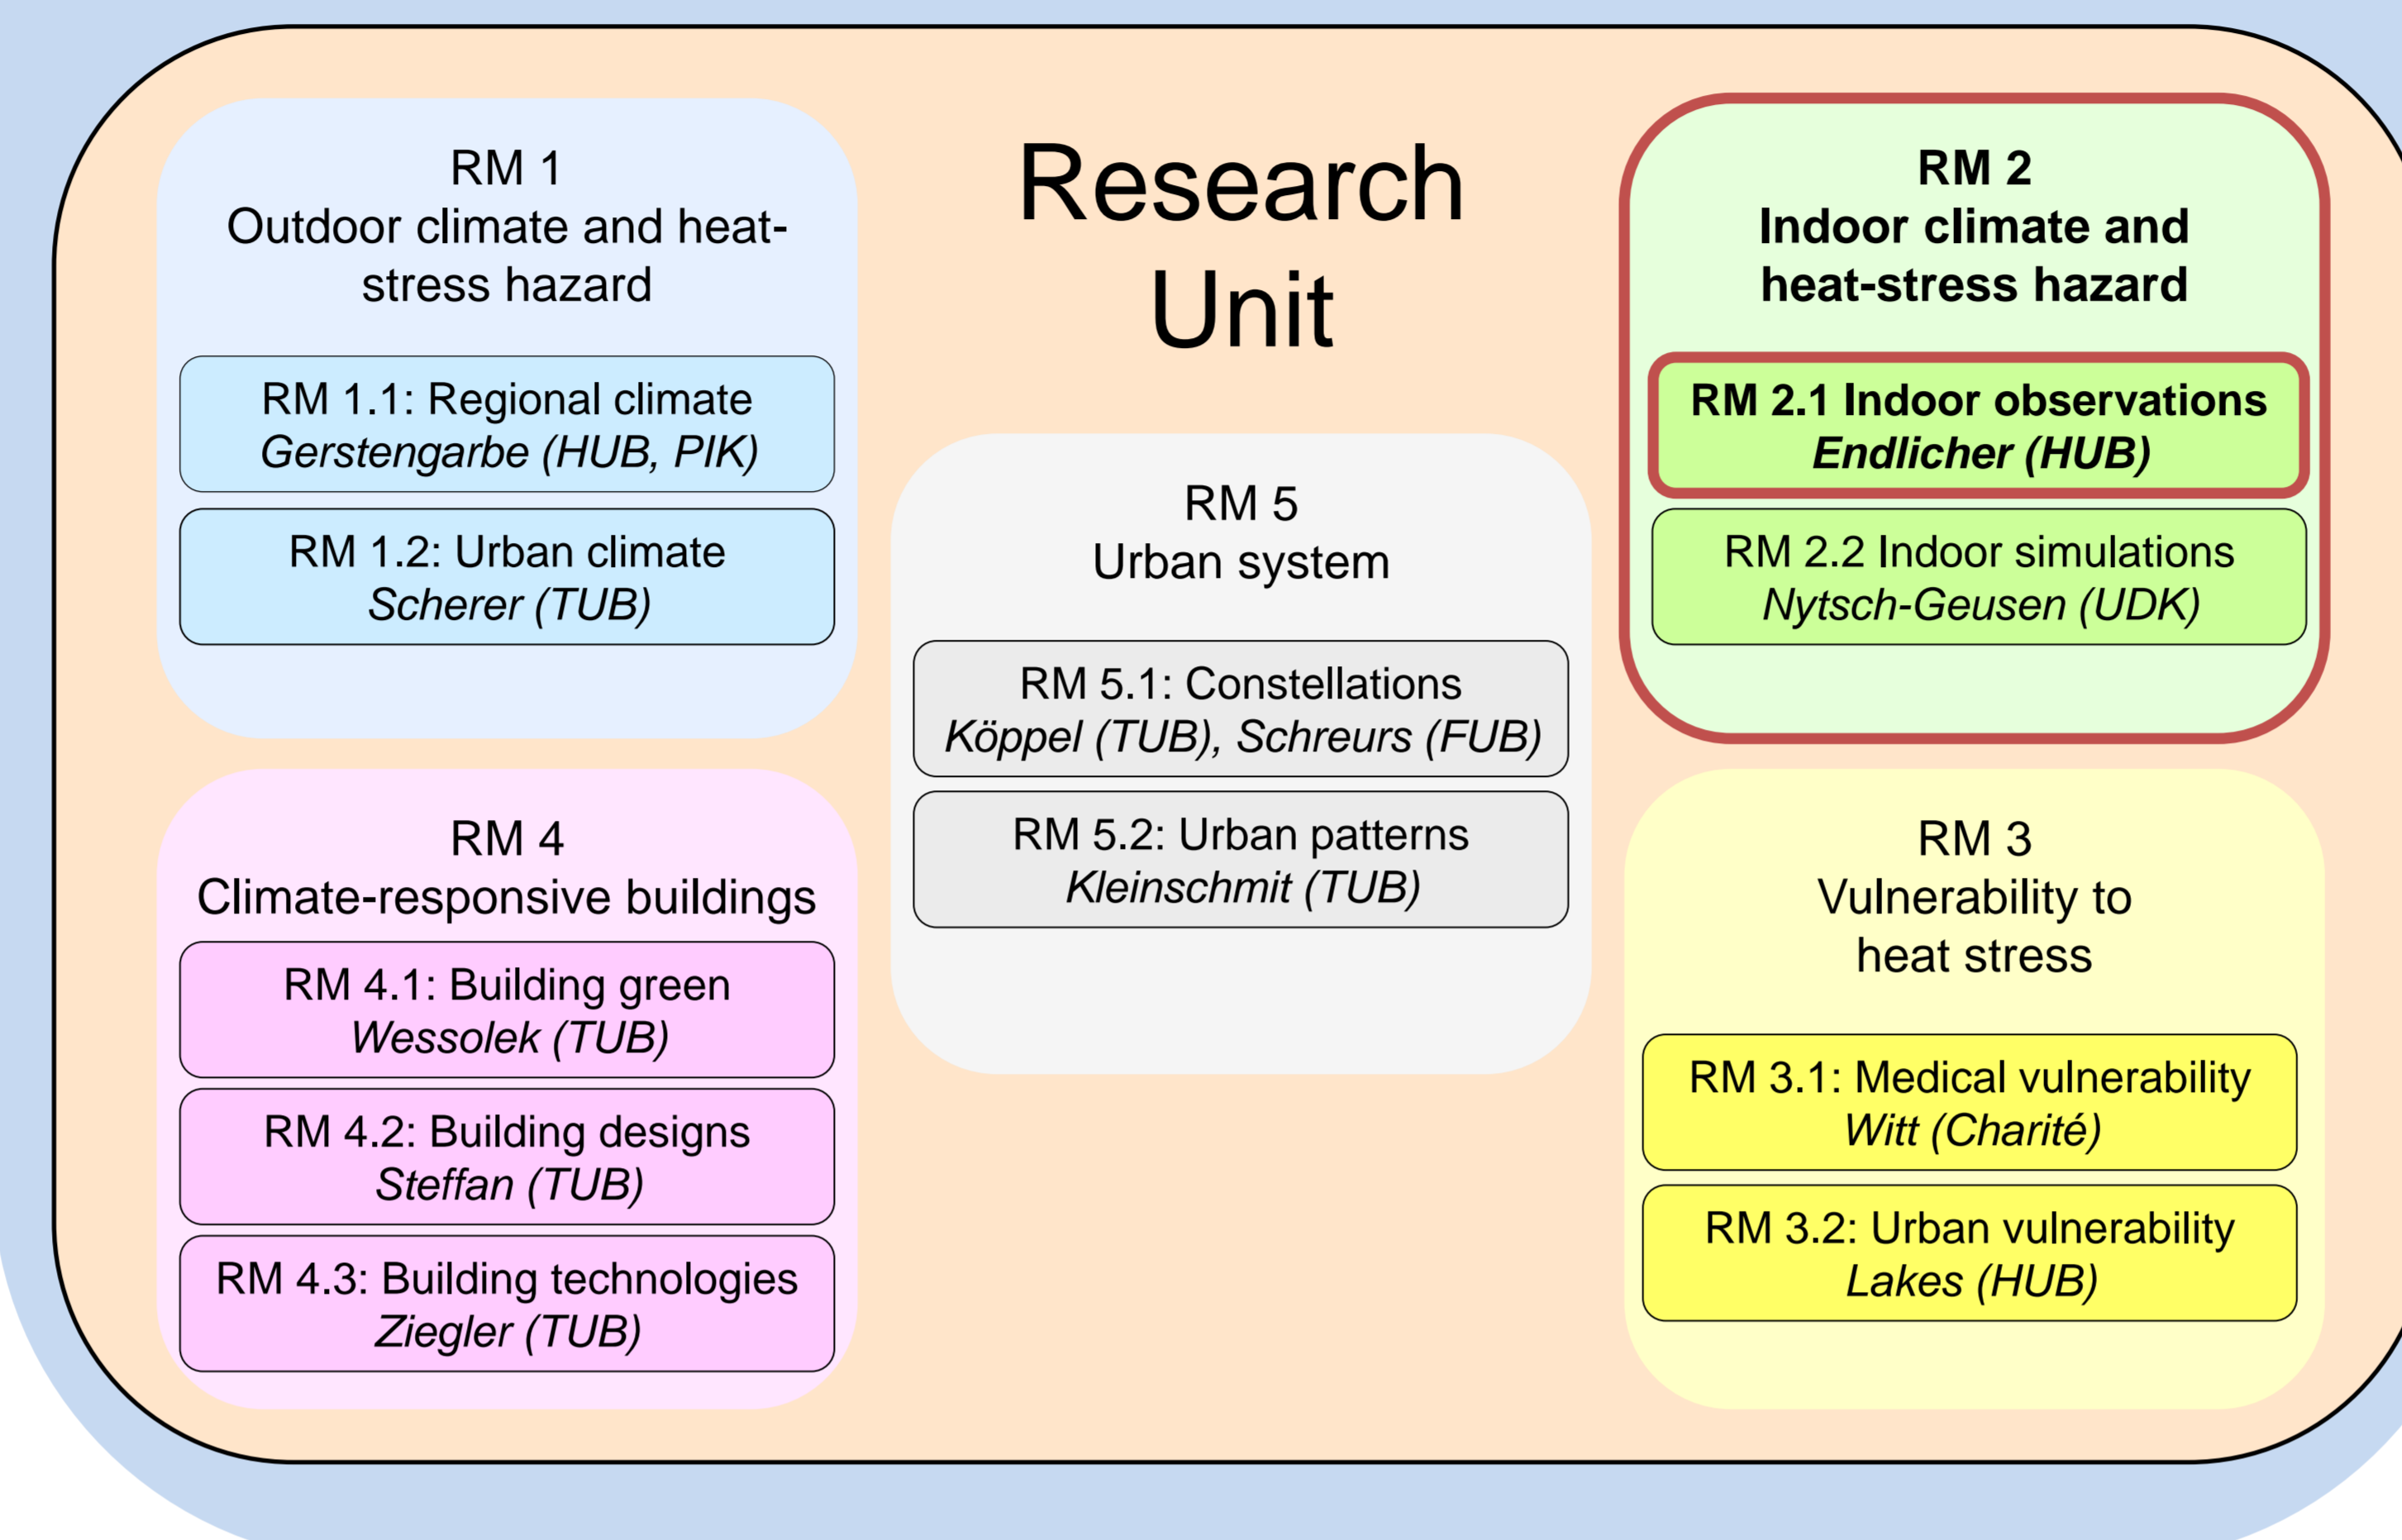 Research
Unit
RM 1
Outdoor climate and heat-
stress hazard
RM 1.1: Regional climate
Gerstengarbe (HUB, PIK)
RM 1.2: Urban climate
Scherer (TUB)
RM 2
Indoor climate and
heat-stress hazard
RM 2.1 Indoor observations
Endlicher (HUB)
RM 2.2 Indoor simulations
Nytsch-Geusen (UDK)
RM 5
Urban system
RM 5.1: Constellations
Köppel (TUB), Schreurs (FUB)
RM 5.2: Urban patterns
Kleinschmit (TUB)
RM 4
Climate-responsive buildings
RM 4.1: Building green
Wessolek (TUB)
RM 4.2: Building designs
Steffan (TUB)
RM 4.3: Building technologies
Ziegler (TUB)
RM 3
Vulnerability to
heat stress
RM 3.1: Medical vulnerability
Witt (Charité)
RM 3.2: Urban vulnerability
Lakes (HUB)